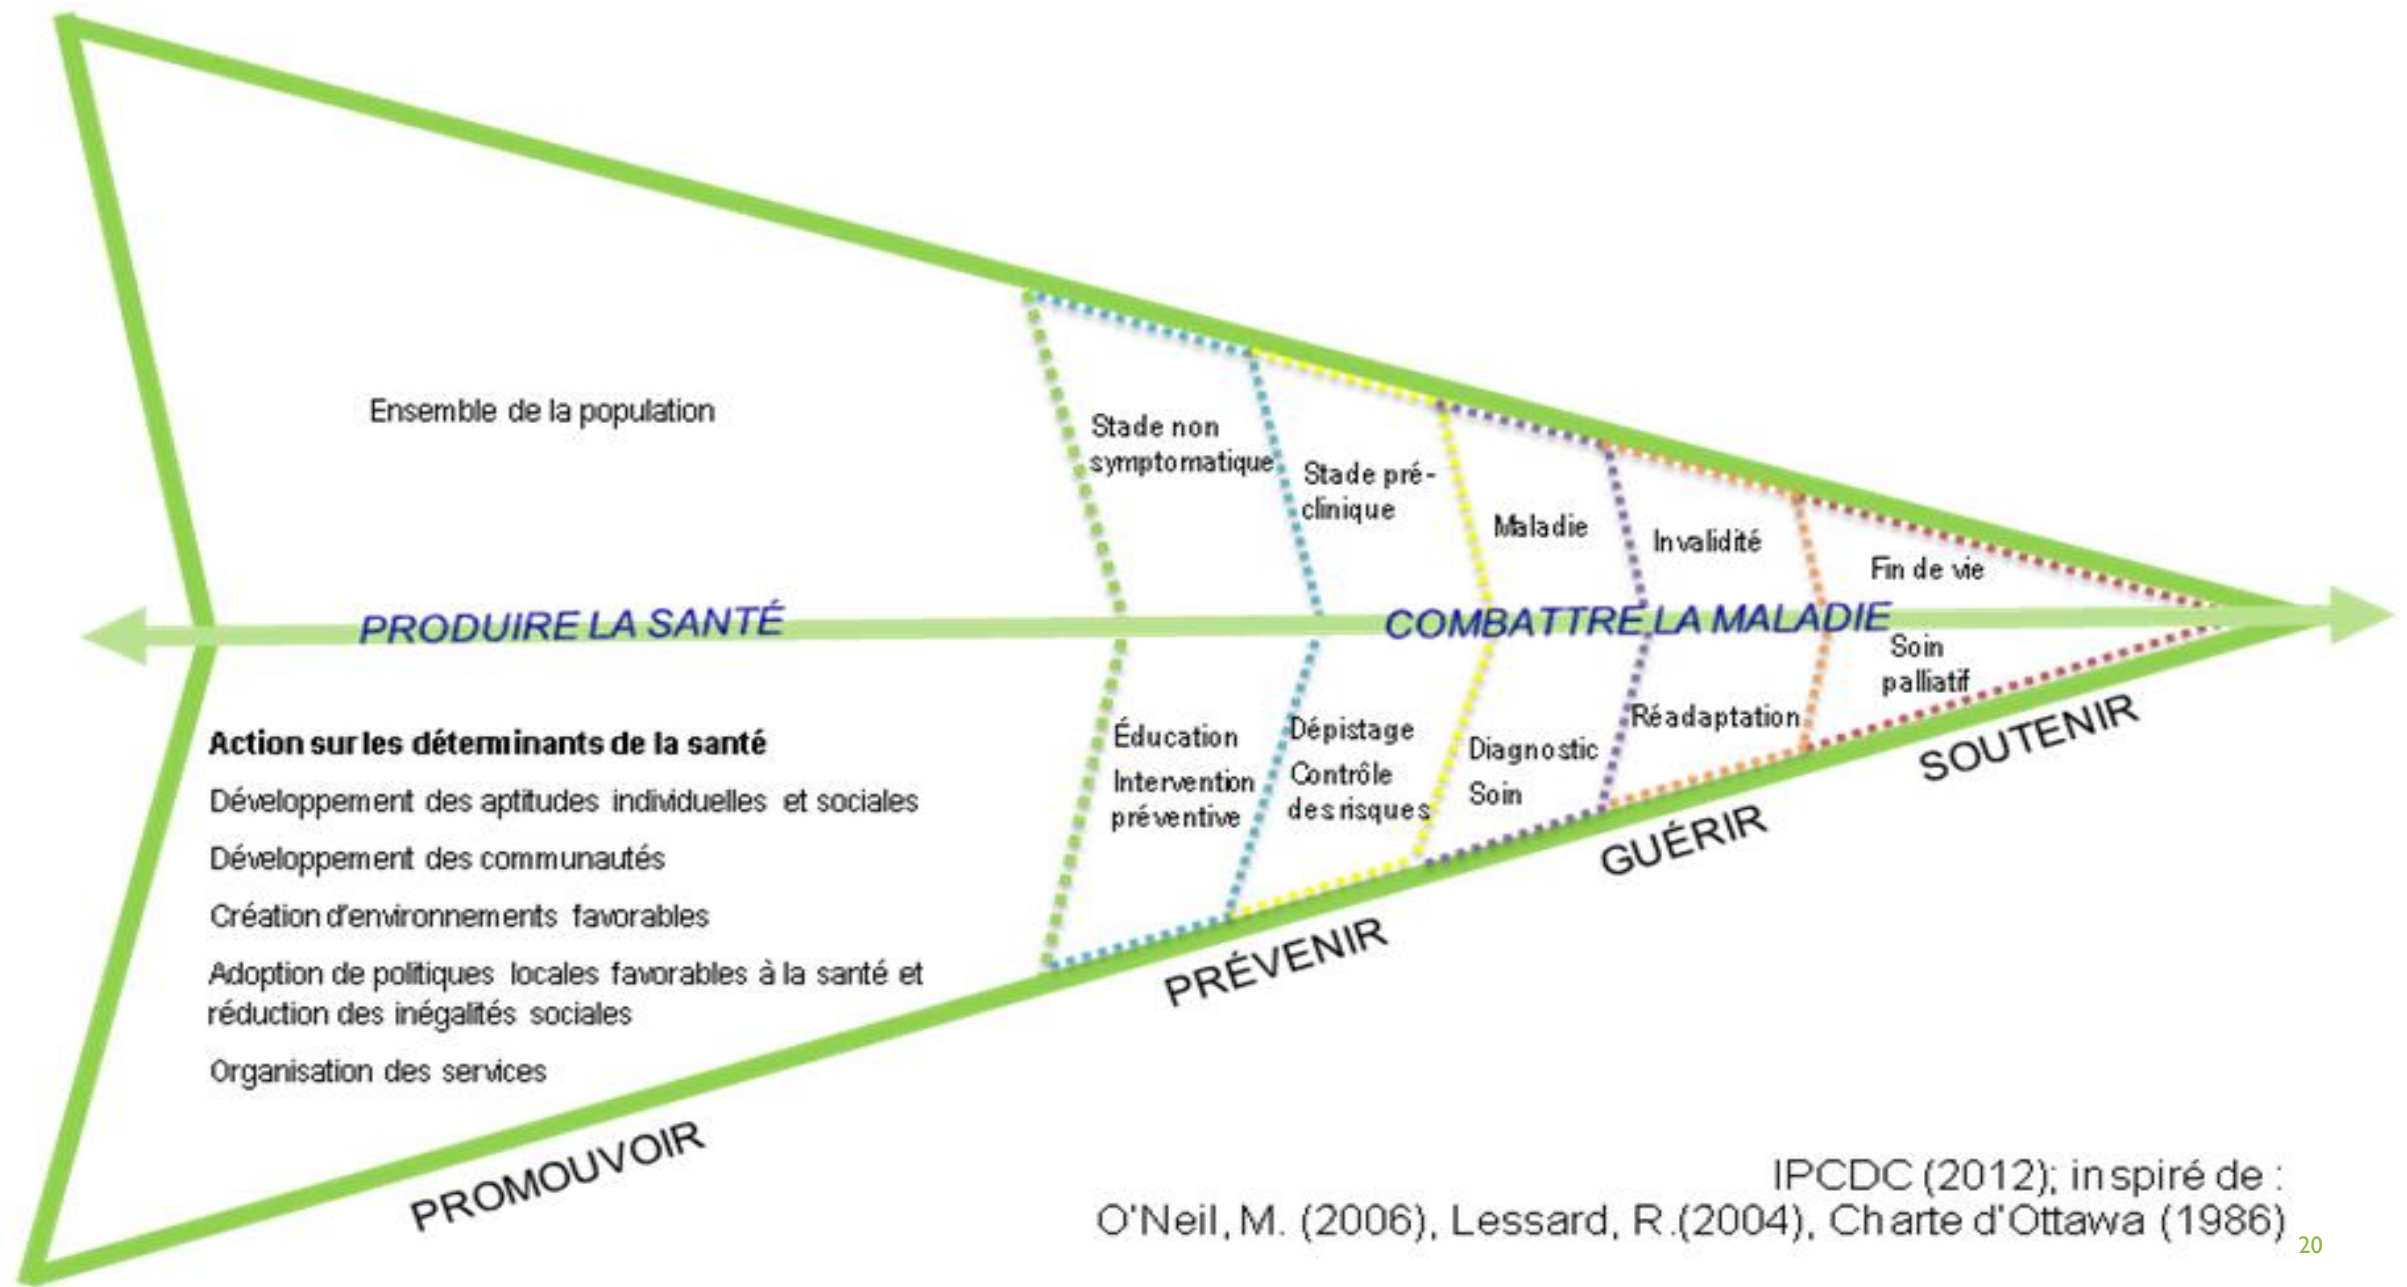 Ensemble de la population
Stade non
symptomatique
Stade pré-
clinique
Maladie
Invalidité
Fin de vie
PRODUIRE LA SANTÉ
COMBATTRE LA MALADIE
Action sur les déterminants de la santé
Développement des aptitudes individuelles et sociales
Développement des communautés
Création d'environnements favorables
Adoption de politiques locales favorables à la santé et
réduction des inégalités sociales
Organisation des services
Éducation
Intervention
préventive
Dépistage
Contrôle
des risques
Diagnostic
Soin
Réadaptation
Soin
palliatif
PROMOUVOIR
PRÉVENIR
GUÉRIR
SOUTENIR
IPCDC (2012); inspiré de :
O'Neil, M. (2006), Lessard, R.(2004), Charte d'Ottawa (1986)
20